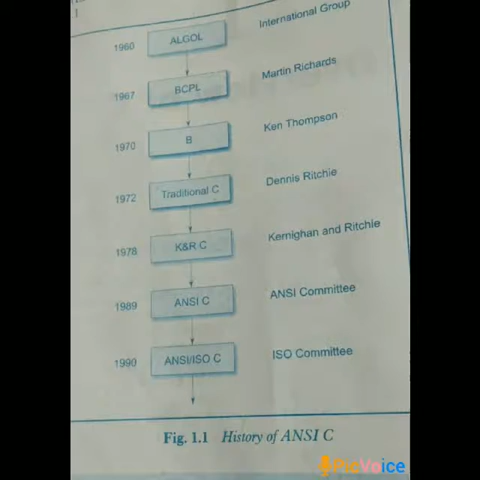 International Group
1960 ALGOL
Martin Richards
1967 BCPL
Ken Thompson
1970 B
Dennis Ritchie
1972 Traditional C
Kernighan and Ritchie
1978 K&R C
ANSI Committee
1989 ANSI C
ISO Committee
1990 ANSI/ISO C
Fig. 1.1 History of ANSI C
PicVoice